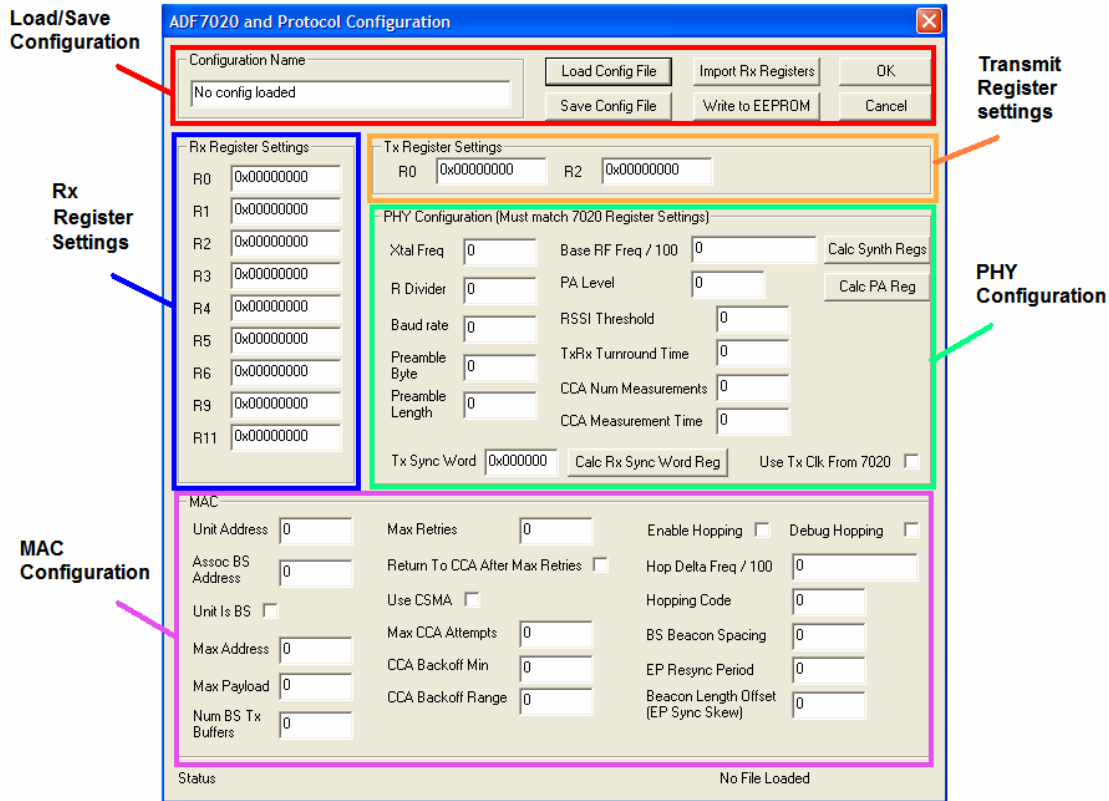 Load/Save
Configuration
ADF7020 and Protocol Configuration
Configuration Name
No config loaded
Load Config File
Import Rx Registers
OK
Save Config File
Write to EEPROM
Cancel
Transmit
Register
settings
Rx
Register
Settings
Rx Register Settings
R0 0x00000000
R1 0x00000000
R2 0x00000000
R3 0x00000000
R4 0x00000000
R5 0x00000000
R6 0x00000000
R9 0x00000000
R11 0x00000000
Tx Register Settings
R0 0x00000000 R2 0x00000000
PHY Configuration (Must match 7020 Register Settings)
Xtal Freq 0
R Divider 0
Baud rate 0
Preamble
Byte 0
Preamble
Length 0
Base RF Freq / 100 0
Calc Synth Regs
PA Level 0
Calc PA Reg
RSSI Threshold 0
TxRx Turnround Time 0
CCA Num Measurements 0
CCA Measurement Time 0
Tx Sync Word 0x000000
Calc Rx Sync Word Reg
Use Tx Clk From 7020
PHY
Configuration
MAC
Configuration
MAC
Unit Address 0
Assoc BS
Address 0
Unit Is BS
Max Address 0
Max Payload 0
Num BS Tx
Buffers 0
Max Retries 0
Return To CCA After Max Retries
Use CSMA
Max CCA Attempts 0
CCA Backoff Min 0
CCA Backoff Range 0
Enable Hopping
Debug Hopping
Hop Delta Freq / 100 0
Hopping Code 0
BS Beacon Spacing 0
EP Resync Period 0
Beacon Length Offset
(EP Sync Skew) 0
Status
No File Loaded